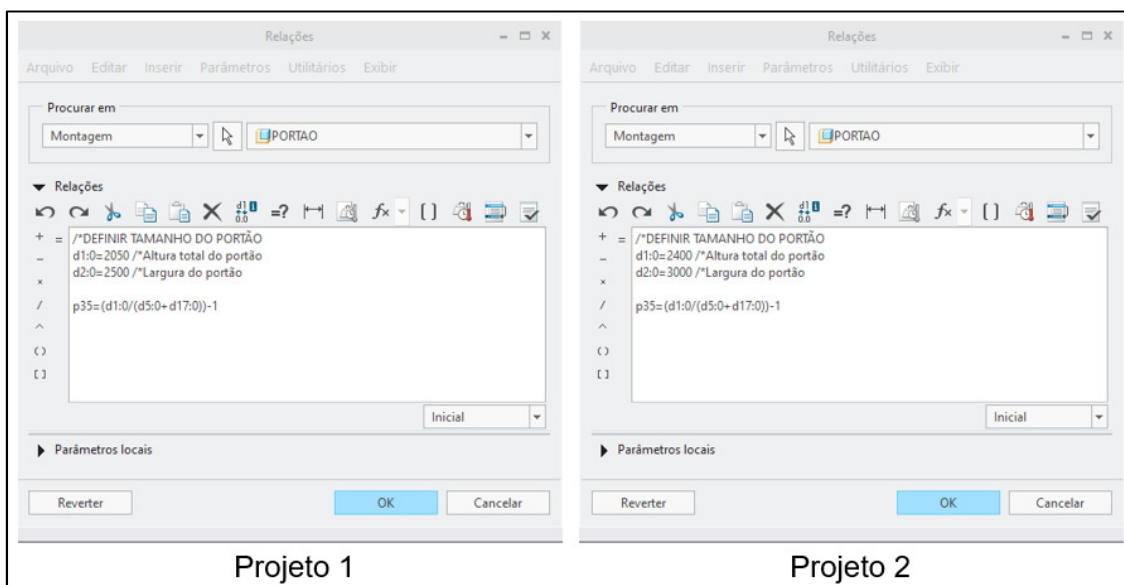 Relações
Arquivo Editar Inserir Parâmetros Utilitários Exibir
Procurar em
Montagem PORTAO
Relações
/*DEFINIR TAMANHO DO PORTÃO
d1:0=2050 /*Altura total do portão
d2:0=2500 /*Largura do portão
p35=(d1:0/(d5:0+d17:0))-1
Inicial
Parâmetros locais
Reverter OK Cancelar
Projeto 1
Relações
Arquivo Editar Inserir Parâmetros Utilitários Exibir
Procurar em
Montagem PORTAO
Relações
/*DEFINIR TAMANHO DO PORTÃO
d1:0=2400 /*Altura total do portão
d2:0=3000 /*Largura do portão
p35=(d1:0/(d5:0+d17:0))-1
Inicial
Parâmetros locais
Reverter OK Cancelar
Projeto 2